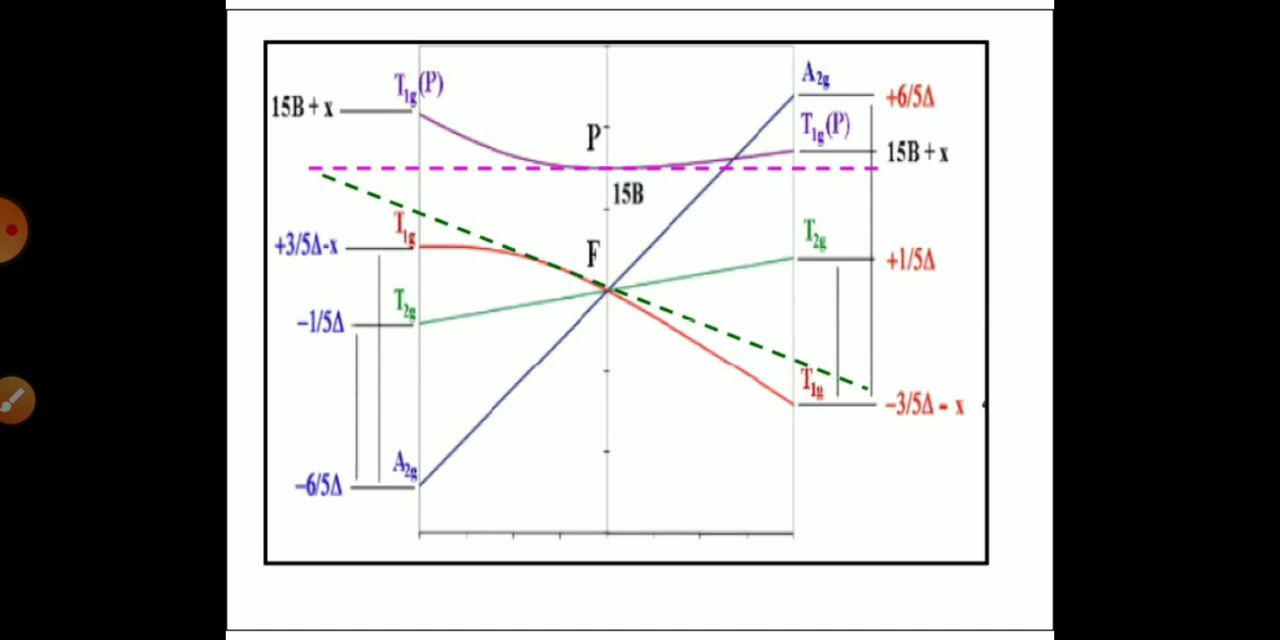 A2g
T1g(P)
+6/5Δ
15B + x
T1g(P)
P
15B + x
15B
T1g
F
T2g
+3/5Δ-x
+1/5Δ
T2g
–1/5Δ
T1g
–3/5Δ - x
A2g
–6/5Δ